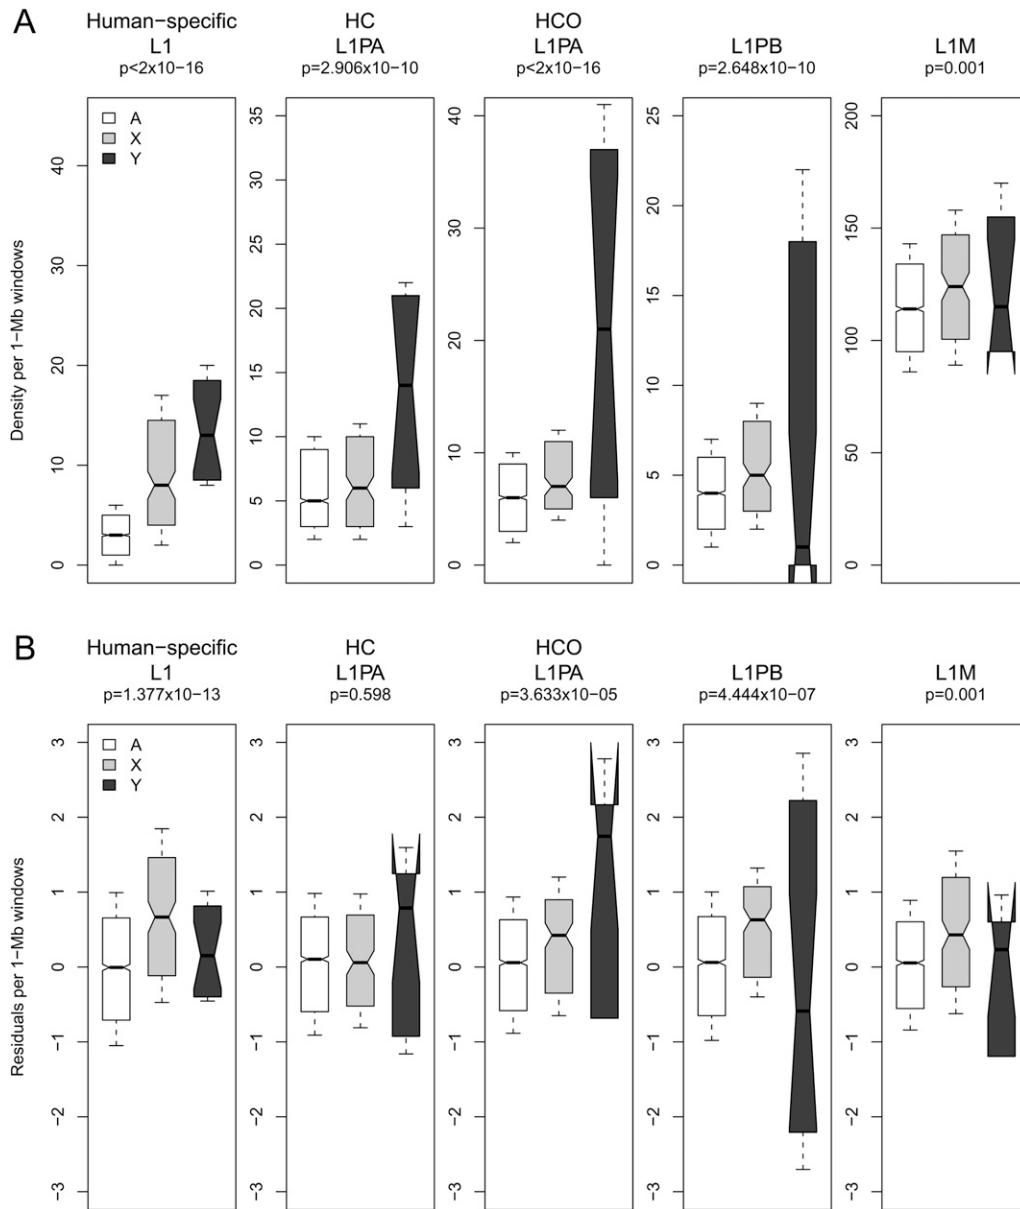 A
Human−specific
L1
p<2x10−16
HC
L1PA
p=2.906x10−10
HCO
L1PA
p<2x10−16
L1PB
p=2.648x10−10
L1M
p=0.001
Density per 1−Mb windows
A
X
Y
0
10
20
30
40
0
5
10
15
20
25
30
35
0
10
20
30
40
0
5
10
15
20
25
0
50
100
150
200
B
Human−specific
L1
p=1.377x10−13
HC
L1PA
p=0.598
HCO
L1PA
p=3.633x10−05
L1PB
p=4.444x10−07
L1M
p=0.001
Residuals per 1−Mb windows
A
X
Y
3
2
1
0
−1
−2
−3
3
2
1
0
−1
−2
−3
3
2
1
0
−1
−2
−3
3
2
1
0
−1
−2
−3
3
2
1
0
−1
−2
−3